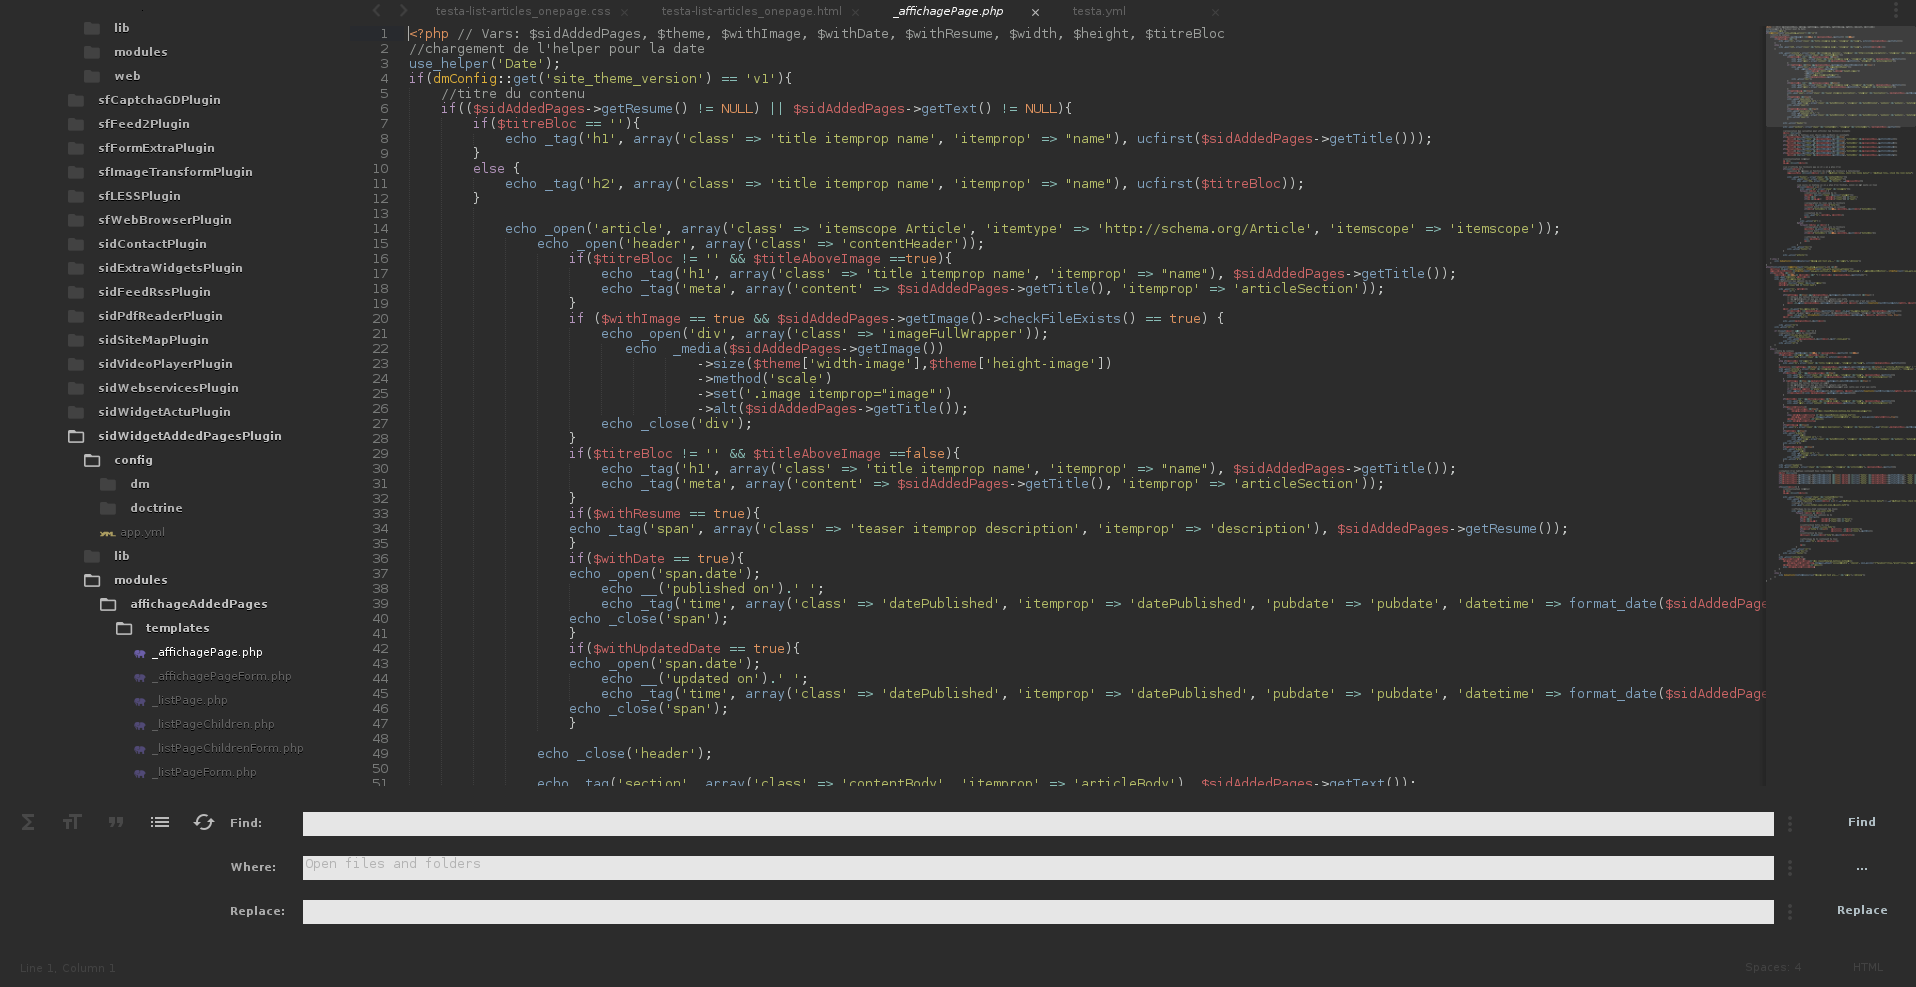 testa-list-articles_onepage.css
testa-list-articles_onepage.html
_affichagePage.php
testa.yml
lib
modules
web
sfCaptchaGDPlugin
sfFeed2Plugin
sfFormExtraPlugin
sfImageTransformPlugin
sfLESSPlugin
sfWebBrowserPlugin
sidContactPlugin
sidExtraWidgetsPlugin
sidFeedRssPlugin
sidPdfReaderPlugin
sidSiteMapPlugin
sidVideoPlayerPlugin
sidWebservicesPlugin
sidWidgetActuPlugin
sidWidgetAddedPagesPlugin
config
dm
doctrine
app.yml
lib
modules
affichageAddedPages
templates
_affichagePage.php
_affichagePageForm.php
_listPage.php
_listPageChildren.php
_listPageChildrenForm.php
_listPageForm.php
1 <?php // Vars: $sidAddedPages, $theme, $withImage, $withDate, $withResume, $width, $height, $titreBloc
2 //chargement de l'helper pour la date
3 use_helper('Date');
4 if(dmConfig::get('site_theme_version') == 'v1'){
5 //titre du contenu
6 if(($sidAddedPages->getResume() != NULL) || $sidAddedPages->getText() != NULL){
7 if($titreBloc == ''){
8 echo _tag('h1', array('class' => 'title itemprop name', 'itemprop' => "name"), ucfirst($sidAddedPages->getTitle()));
9 }
10 else {
11 echo _tag('h2', array('class' => 'title itemprop name', 'itemprop' => "name"), ucfirst($titreBloc));
12 }
13
14 echo _open('article', array('class' => 'itemscope Article', 'itemtype' => 'http://schema.org/Article', 'itemscope' => 'itemscope'));
15 echo _open('header', array('class' => 'contentHeader'));
16 if($titreBloc != '' && $titleAboveImage ==true){
17 echo _tag('h1', array('class' => 'title itemprop name', 'itemprop' => "name"), $sidAddedPages->getTitle());
18 echo _tag('meta', array('content' => $sidAddedPages->getTitle(), 'itemprop' => 'articleSection'));
19 }
20 if ($withImage == true && $sidAddedPages->getImage()->checkFileExists() == true) {
21 echo _open('div', array('class' => 'imageFullWrapper'));
22 echo _media($sidAddedPages->getImage())
23 ->size($theme['width-image'],$theme['height-image'])
24 ->method('scale')
25 ->set('.image itemprop="image"')
26 ->alt($sidAddedPages->getTitle());
27 echo _close('div');
28 }
29 if($titreBloc != '' && $titleAboveImage ==false){
30 echo _tag('h1', array('class' => 'title itemprop name', 'itemprop' => "name"), $sidAddedPages->getTitle());
31 echo _tag('meta', array('content' => $sidAddedPages->getTitle(), 'itemprop' => 'articleSection'));
32 }
33 if($withResume == true){
34 echo _tag('span', array('class' => 'teaser itemprop description', 'itemprop' => 'description'), $sidAddedPages->getResume());
35 }
36 if($withDate == true){
37 echo _open('span.date');
38 echo __('published on').' ';
39 echo _tag('time', array('class' => 'datePublished', 'itemprop' => 'datePublished', 'pubdate' => 'pubdate', 'datetime' => format_date($sidAddedPage
40 echo _close('span');
41 }
42 if($withUpdatedDate == true){
43 echo _open('span.date');
44 echo __('updated on').' ';
45 echo _tag('time', array('class' => 'datePublished', 'itemprop' => 'datePublished', 'pubdate' => 'pubdate', 'datetime' => format_date($sidAddedPage
46 echo _close('span');
47 }
48
49 echo _close('header');
50
51 echo _tag('section', array('class' => 'contentBody', 'itemprop' => 'articleBody'), $sidAddedPages->getText());
Find:
Find
Where:
Open files and folders
...
Replace:
Replace
Line 1, Column 1
Spaces: 4
HTML